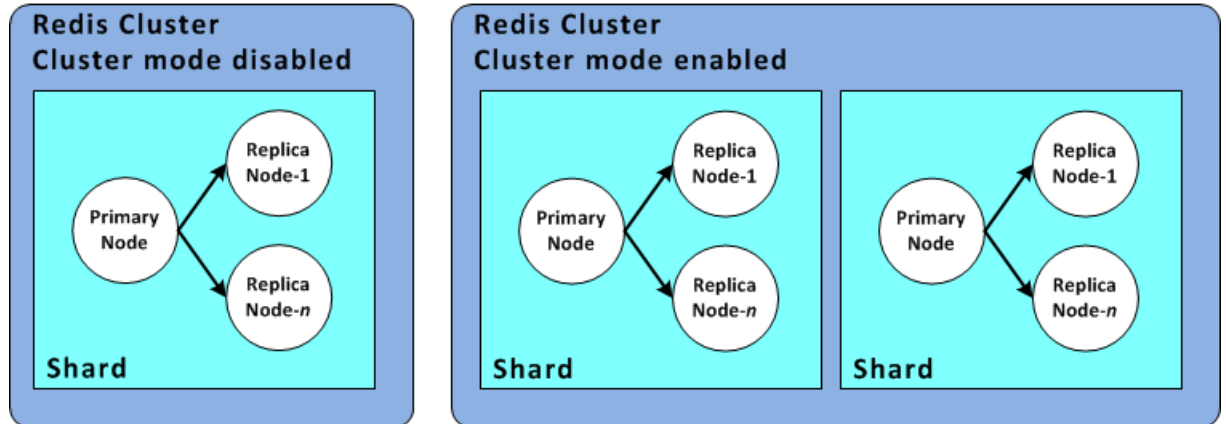 Redis Cluster
Cluster mode disabled
Replica
Node-1
Primary
Node
Replica
Node-n
Shard
Redis Cluster
Cluster mode enabled
Replica
Node-1
Primary
Node
Replica
Node-n
Shard
Replica
Node-1
Primary
Node
Replica
Node-n
Shard